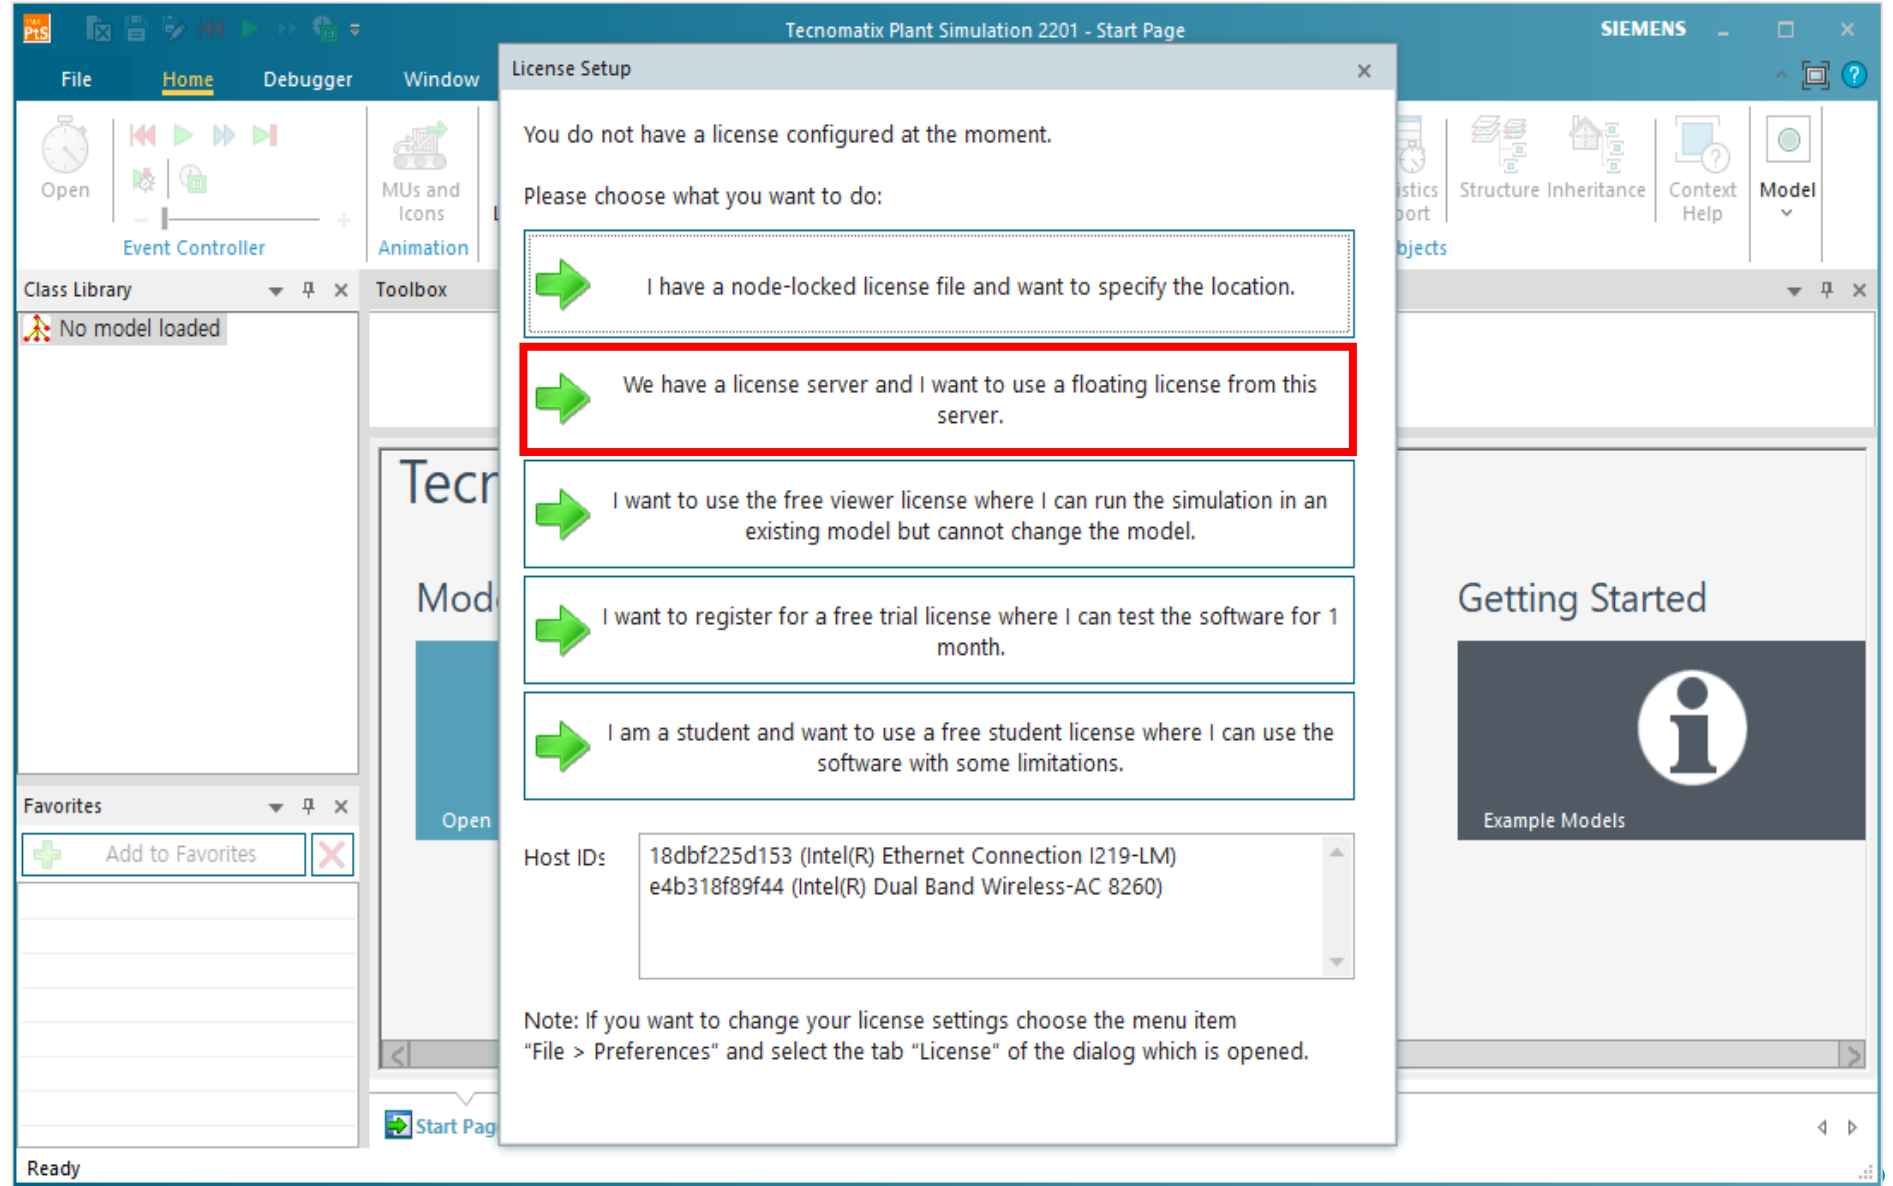 TMX
PtS
Tecnomatix Plant Simulation 2201 - Start Page
SIEMENS
File
Home
Debugger
Window
License Setup
Open
MUs and
Icons
istics
port
Structure
Inheritance
Context
Help
Model
Event Controller
Animation
bjects
You do not have a license configured at the moment.
Please choose what you want to do:
I have a node-locked license file and want to specify the location.
We have a license server and I want to use a floating license from this
server.
I want to use the free viewer license where I can run the simulation in an
existing model but cannot change the model.
I want to register for a free trial license where I can test the software for 1
month.
I am a student and want to use a free student license where I can use the
software with some limitations.
Host IDs
18dbf225d153 (Intel(R) Ethernet Connection I219-LM)
e4b318f89f44 (Intel(R) Dual Band Wireless-AC 8260)
Note: If you want to change your license settings choose the menu item
“File > Preferences” and select the tab “License” of the dialog which is opened.
Class Library
No model loaded
Toolbox
Tecn
Mod
Open
Getting Started
Example Models
Favorites
Add to Favorites
Start Pag
Ready